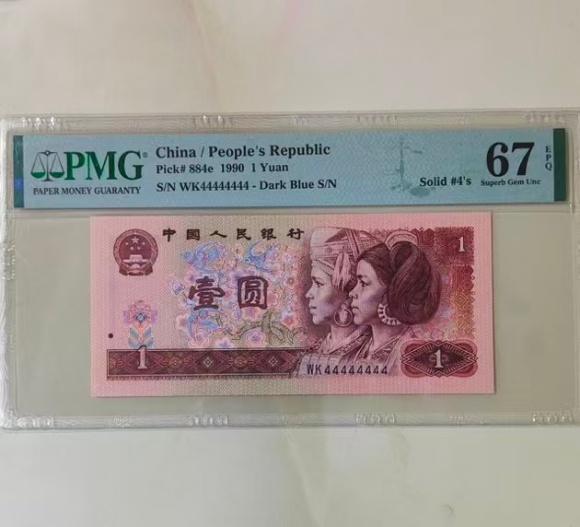 PMG
PAPER MONEY GUARANTY
China / People's Republic
Pick# 884e 1990 1 Yuan
S/N WK44444444 - Dark Blue S/N
Solid #4's
67 EPQ
Superb Gem Unc
中国人民银行
1
壹圆
1
1
WK44444444